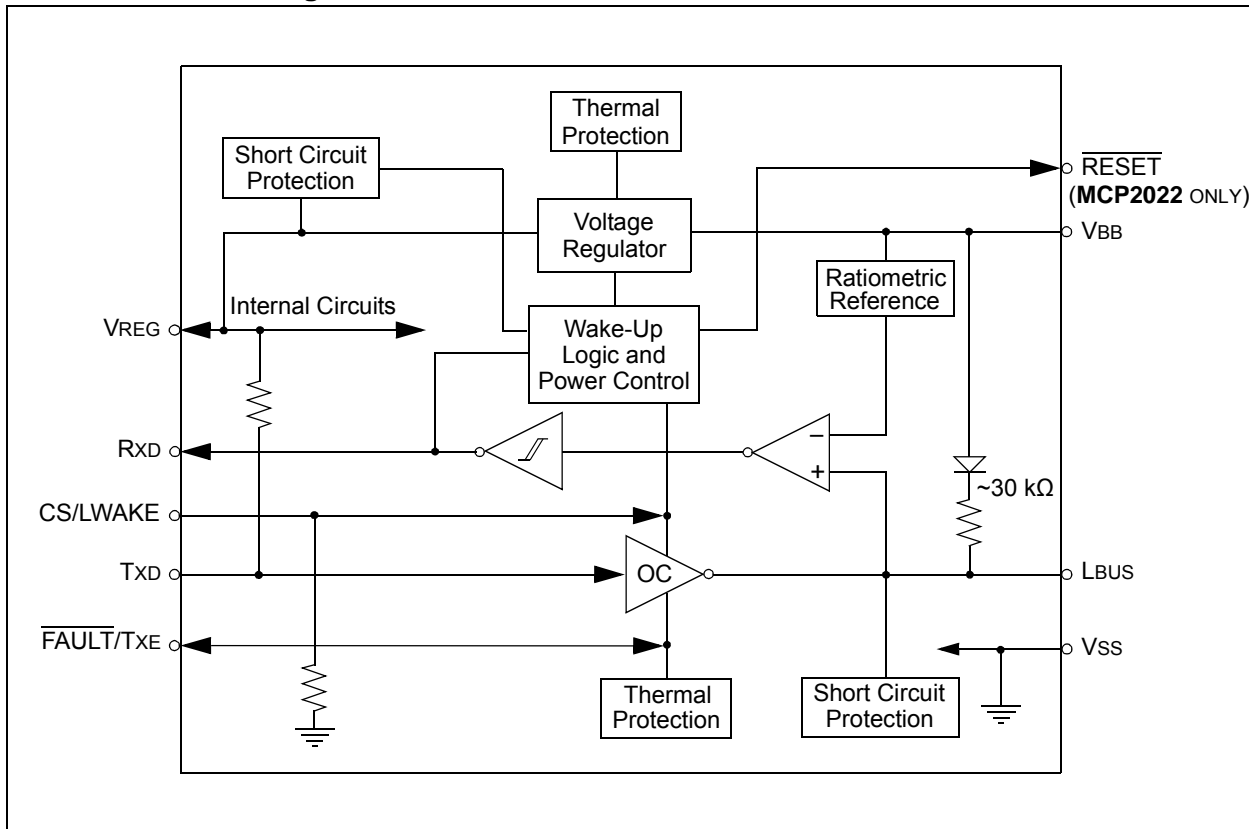 Thermal
Protection
Short Circuit
Protection
RESET
(MCP2022 ONLY)
Voltage
Regulator
VBB
Ratiometric
Reference
Internal Circuits
VREG
Wake-Up
Logic and
Power Control
RXD
−
+
~30 kΩ
CS/LWAKE
TXD
OC
LBUS
FAULT/TXE
VSS
Thermal
Protection
Short Circuit
Protection